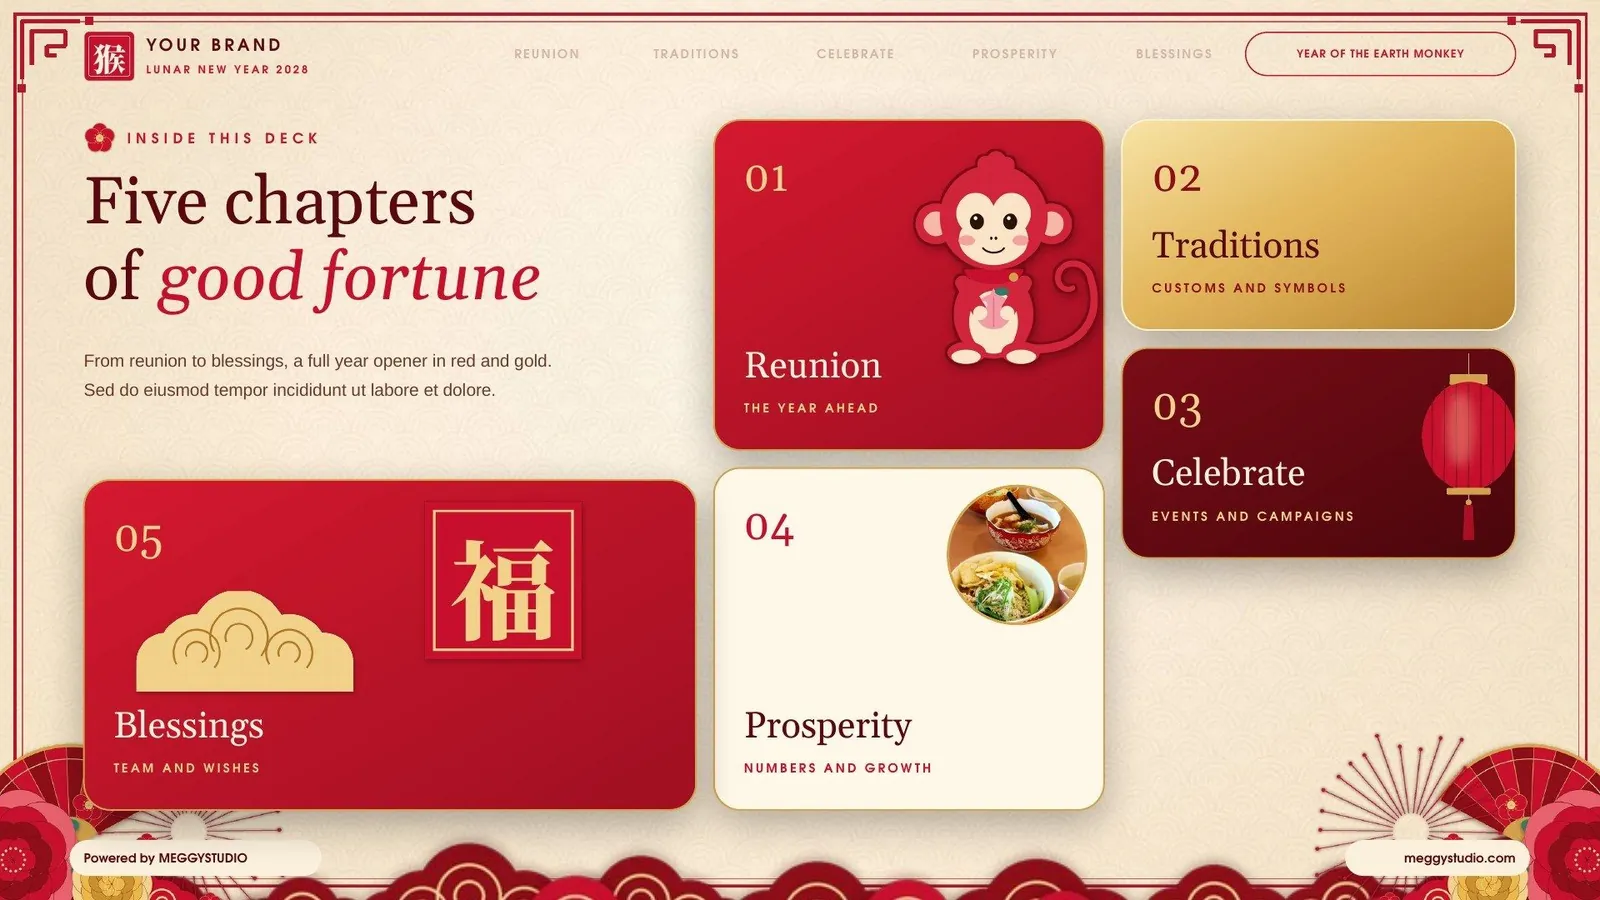 猴
YOUR BRAND
LUNAR NEW YEAR 2028
REUNION
TRADITIONS
CELEBRATE
PROSPERITY
BLESSINGS
YEAR OF THE EARTH MONKEY
INSIDE THIS DECK
Five chapters
of good fortune
From reunion to blessings, a full year opener in red and gold.
Sed do eiusmod tempor incididunt ut labore et dolore.
01
Reunion
THE YEAR AHEAD
02
Traditions
CUSTOMS AND SYMBOLS
03
Celebrate
EVENTS AND CAMPAIGNS
04
Prosperity
NUMBERS AND GROWTH
05
福
Blessings
TEAM AND WISHES
Powered by MEGGYSTUDIO
meggystudio.com